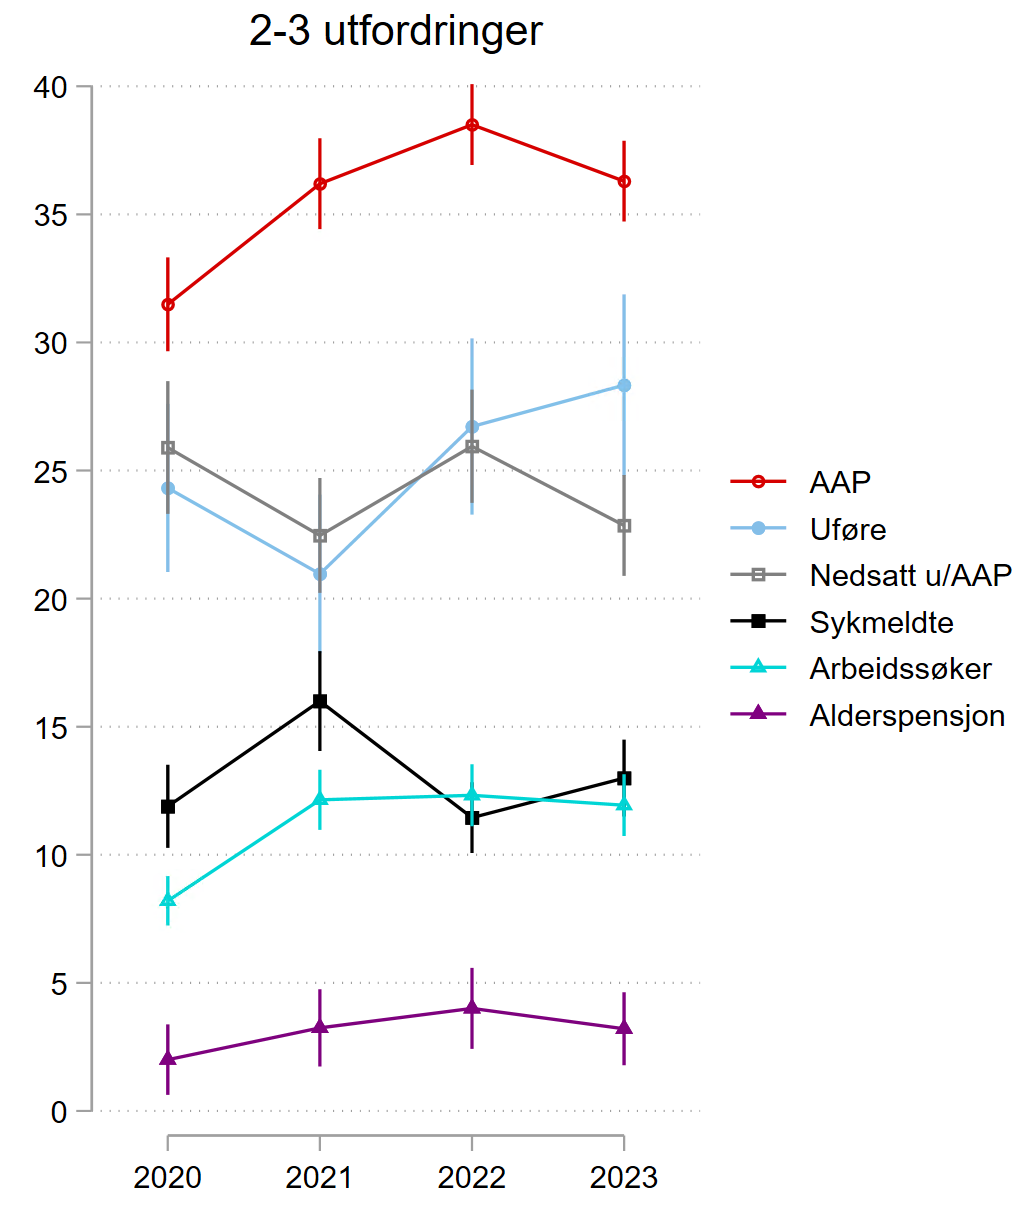 2-3 utfordringer
40
35
30
25
20
15
10
5
0
2020 2021 2022 2023
AAP
Uføre
Nedsatt u/AAP
Sykmeldte
Arbeidssøker
Alderspensjon